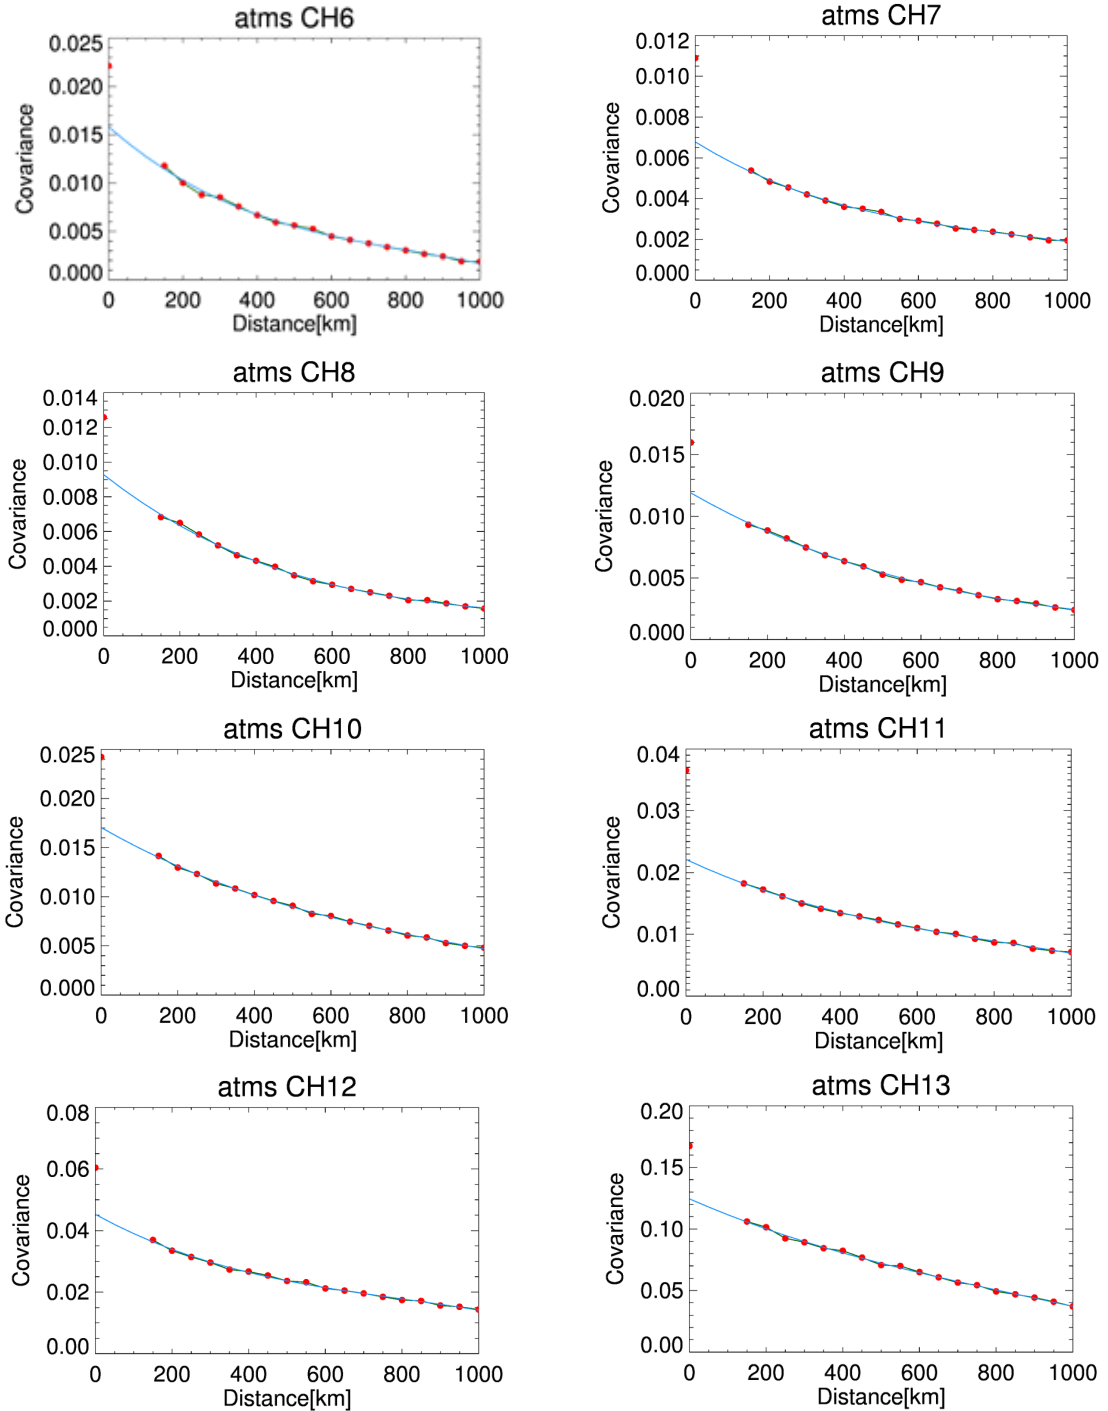 atms CH6
0.025
0.020
0.015
0.010
0.005
0.000
Covariance
0 200 400 600 800 1000
Distance[km]
atms CH7
0.012
0.010
0.008
0.006
0.004
0.002
0.000
Covariance
0 200 400 600 800 1000
Distance[km]
atms CH8
0.014
0.012
0.010
0.008
0.006
0.004
0.002
0.000
Covariance
0 200 400 600 800 1000
Distance[km]
atms CH9
0.020
0.015
0.010
0.005
0.000
Covariance
0 200 400 600 800 1000
Distance[km]
atms CH10
0.025
0.020
0.015
0.010
0.005
0.000
Covariance
0 200 400 600 800 1000
Distance[km]
atms CH11
0.04
0.03
0.02
0.01
0.00
Covariance
0 200 400 600 800 1000
Distance[km]
atms CH12
0.08
0.06
0.04
0.02
0.00
Covariance
0 200 400 600 800 1000
Distance[km]
atms CH13
0.20
0.15
0.10
0.05
0.00
Covariance
0 200 400 600 800 1000
Distance[km]